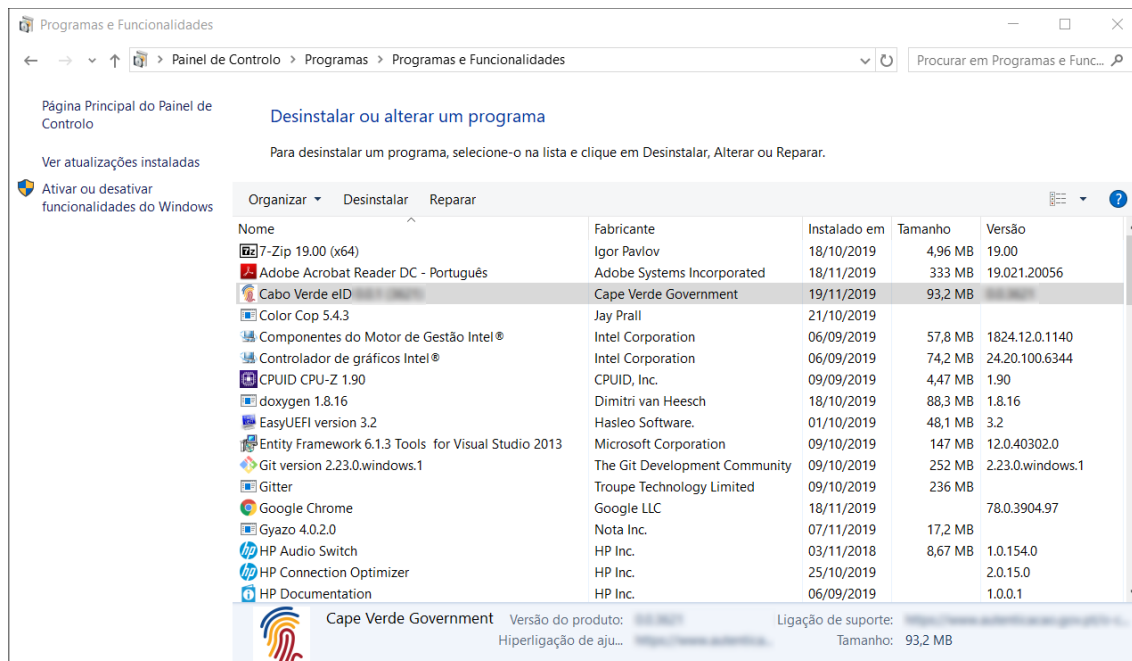 Programas e Funcionalidades
Painel de Controlo > Programas > Programas e Funcionalidades
Procurar em Programas e Func...
Página Principal do Painel de Controlo
Ver atualizações instaladas
Ativar ou desativar funcionalidades do Windows
Desinstalar ou alterar um programa
Para desinstalar um programa, selecione-o na lista e clique em Desinstalar, Alterar ou Reparar.
Organizar Desinstalar Reparar
Nome Fabricante Instalado em Tamanho Versão
7-Zip 19.00 (x64) Igor Pavlov 18/10/2019 4,96 MB 19.00
Adobe Acrobat Reader DC - Português Adobe Systems Incorporated 18/11/2019 333 MB 19.021.20056
Cabo Verde eID Cape Verde Government 19/11/2019 93,2 MB
Color Cop 5.4.3 Jay Prall 21/10/2019
Componentes do Motor de Gestão Intel® Intel Corporation 06/09/2019 57,8 MB 1824.12.0.1140
Controlador de gráficos Intel® Intel Corporation 06/09/2019 74,2 MB 24.20.100.6344
CPUID CPU-Z 1.90 CPUID, Inc. 09/09/2019 4,47 MB 1.90
doxygen 1.8.16 Dimitri van Heesch 18/10/2019 88,3 MB 1.8.16
EasyUEFI version 3.2 Hasleo Software. 01/10/2019 48,1 MB 3.2
Entity Framework 6.1.3 Tools for Visual Studio 2013 Microsoft Corporation 09/10/2019 147 MB 12.0.40302.0
Git version 2.23.0.windows.1 The Git Development Community 09/10/2019 252 MB 2.23.0.windows.1
Gitter Troupe Technology Limited 09/10/2019 236 MB
Google Chrome Google LLC 18/11/2019 78.0.3904.97
Gyazo 4.0.2.0 Nota Inc. 07/11/2019 17,2 MB
HP Audio Switch HP Inc. 03/11/2018 8,67 MB 1.0.154.0
HP Connection Optimizer HP Inc. 25/10/2019 2.0.15.0
HP Documentation HP Inc. 06/09/2019 1.0.0.1
Cape Verde Government Versão do produto: Ligação de suporte:
Hiperligação de aju... Tamanho: 93,2 MB